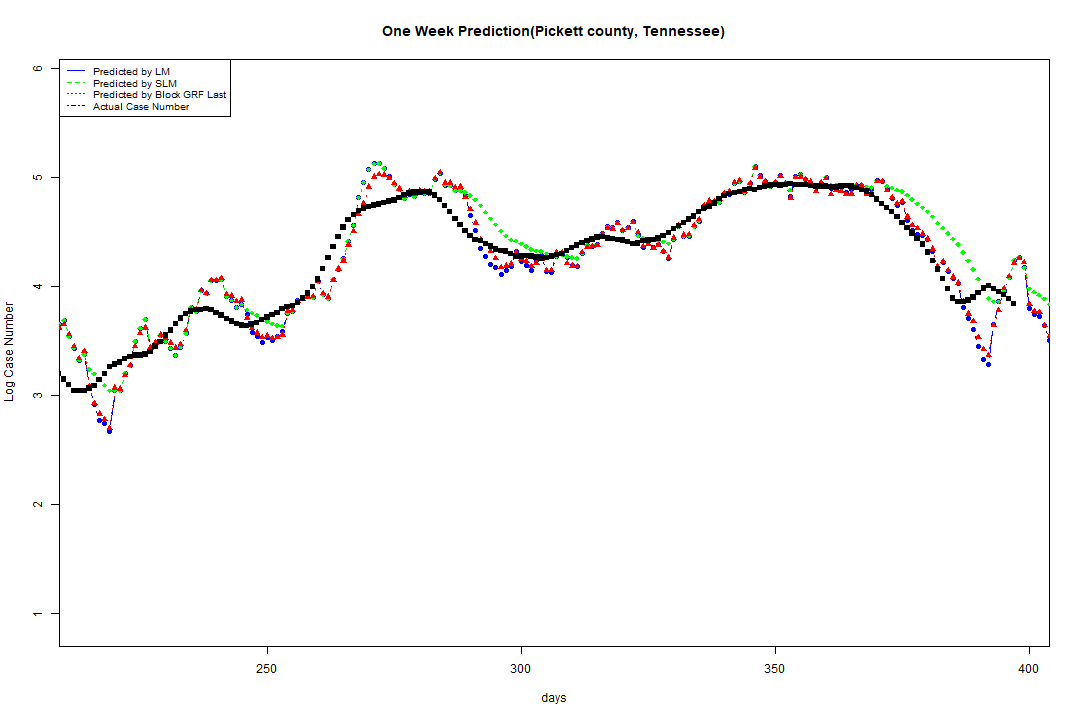 One Week Prediction(Pickett county, Tennessee)
Predicted by LM
Predicted by SLM
Predicted by Block GRF Last
Actual Case Number
6
5
4
3
2
1
Log Case Number
250
300
350
400
days